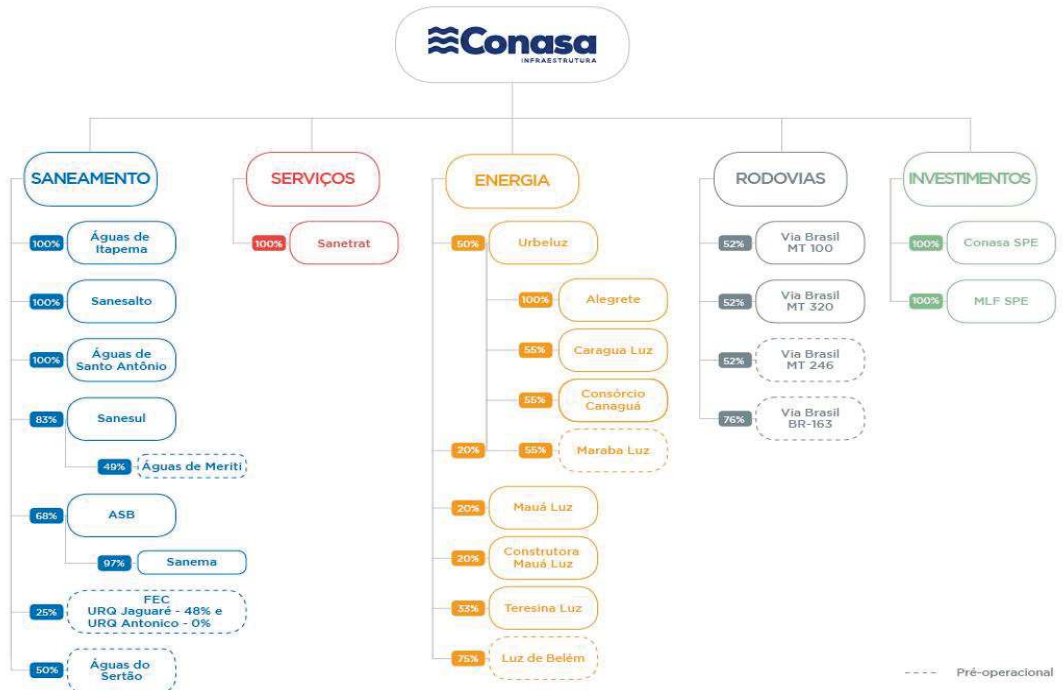 Conasa
INFRAESTRUTURA
SANEAMENTO
100%
Águas de
Itapema
100%
Sanesalto
100%
Águas de
Santo Antônio
83%
Sanesul
49%
Águas de Meriti
68%
ASB
97%
Sanema
25%
FEC
URQ Jaguaré - 48% e
URQ Antonico - 0%
50%
Águas do
Sertão
SERVIÇOS
100%
Sanetrat
ENERGIA
50%
Urbeluz
100%
Alegrete
55%
Caragua Luz
55%
Consórcio
Canaguá
20%
55%
Maraba Luz
20%
Mauá Luz
20%
Construtora
Mauá Luz
33%
Teresina Luz
75%
Luz de Belém
RODOVIAS
52%
Via Brasil
MT 100
52%
Via Brasil
MT 320
52%
Via Brasil
MT 246
76%
Via Brasil
BR-163
INVESTIMENTOS
100%
Conasa SPE
100%
MLF SPE
Pré-operacional